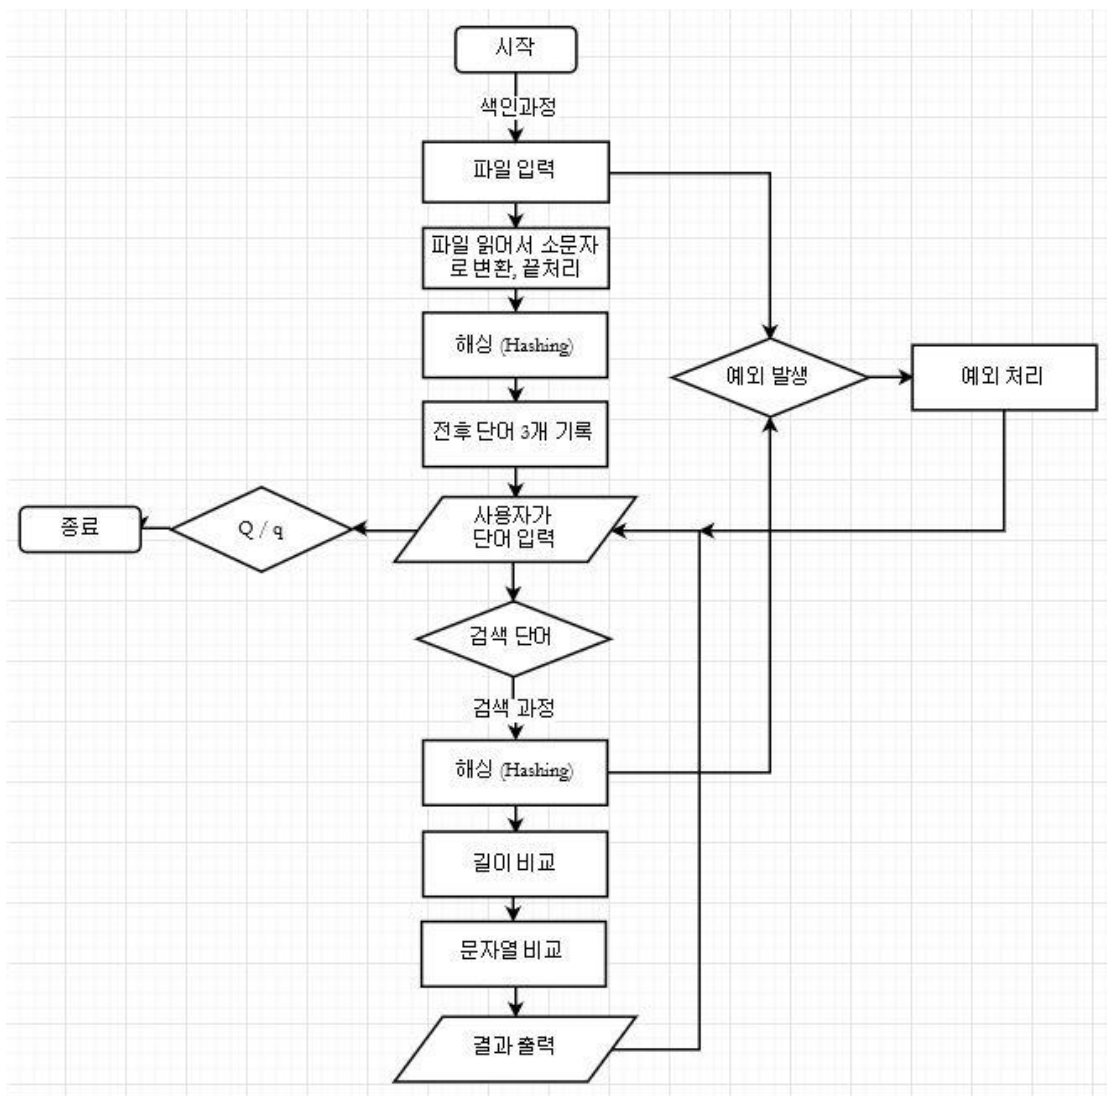 시작
색인과정
파일 입력
파일 읽어서 소문자
로 변환, 끝처리
해싱 (Hashing)
예외 발생
예외 처리
전후 단어 3개 기록
종료
Q / q
사용자가
단어 입력
검색 단어
검색 과정
해싱 (Hashing)
길이 비교
문자열 비교
결과 출력